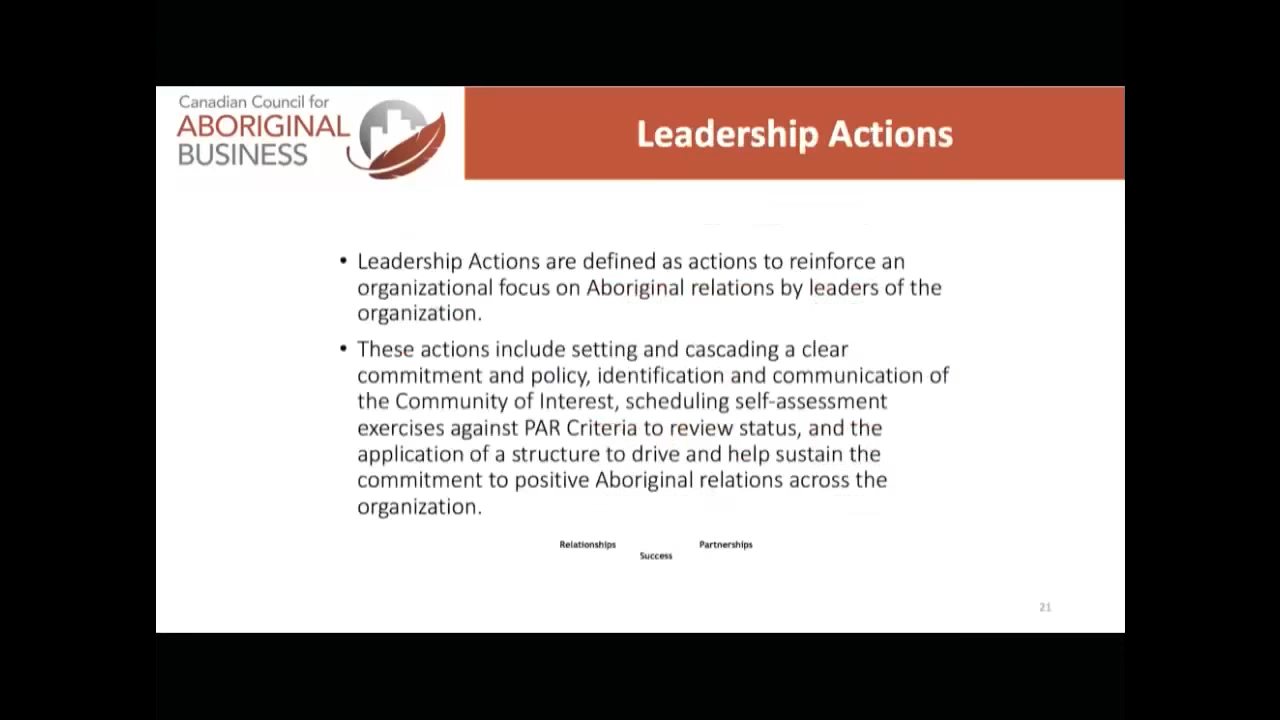 Canadian Council for
ABORIGINAL
BUSINESS
Leadership Actions
• Leadership Actions are defined as actions to reinforce an
organizational focus on Aboriginal relations by leaders of the
organization.
• These actions include setting and cascading a clear
commitment and policy, identification and communication of
the Community of Interest, scheduling self-assessment
exercises against PAR Criteria to review status, and the
application of a structure to drive and help sustain the
commitment to positive Aboriginal relations across the
organization.
Relationships Partnerships
Success
21